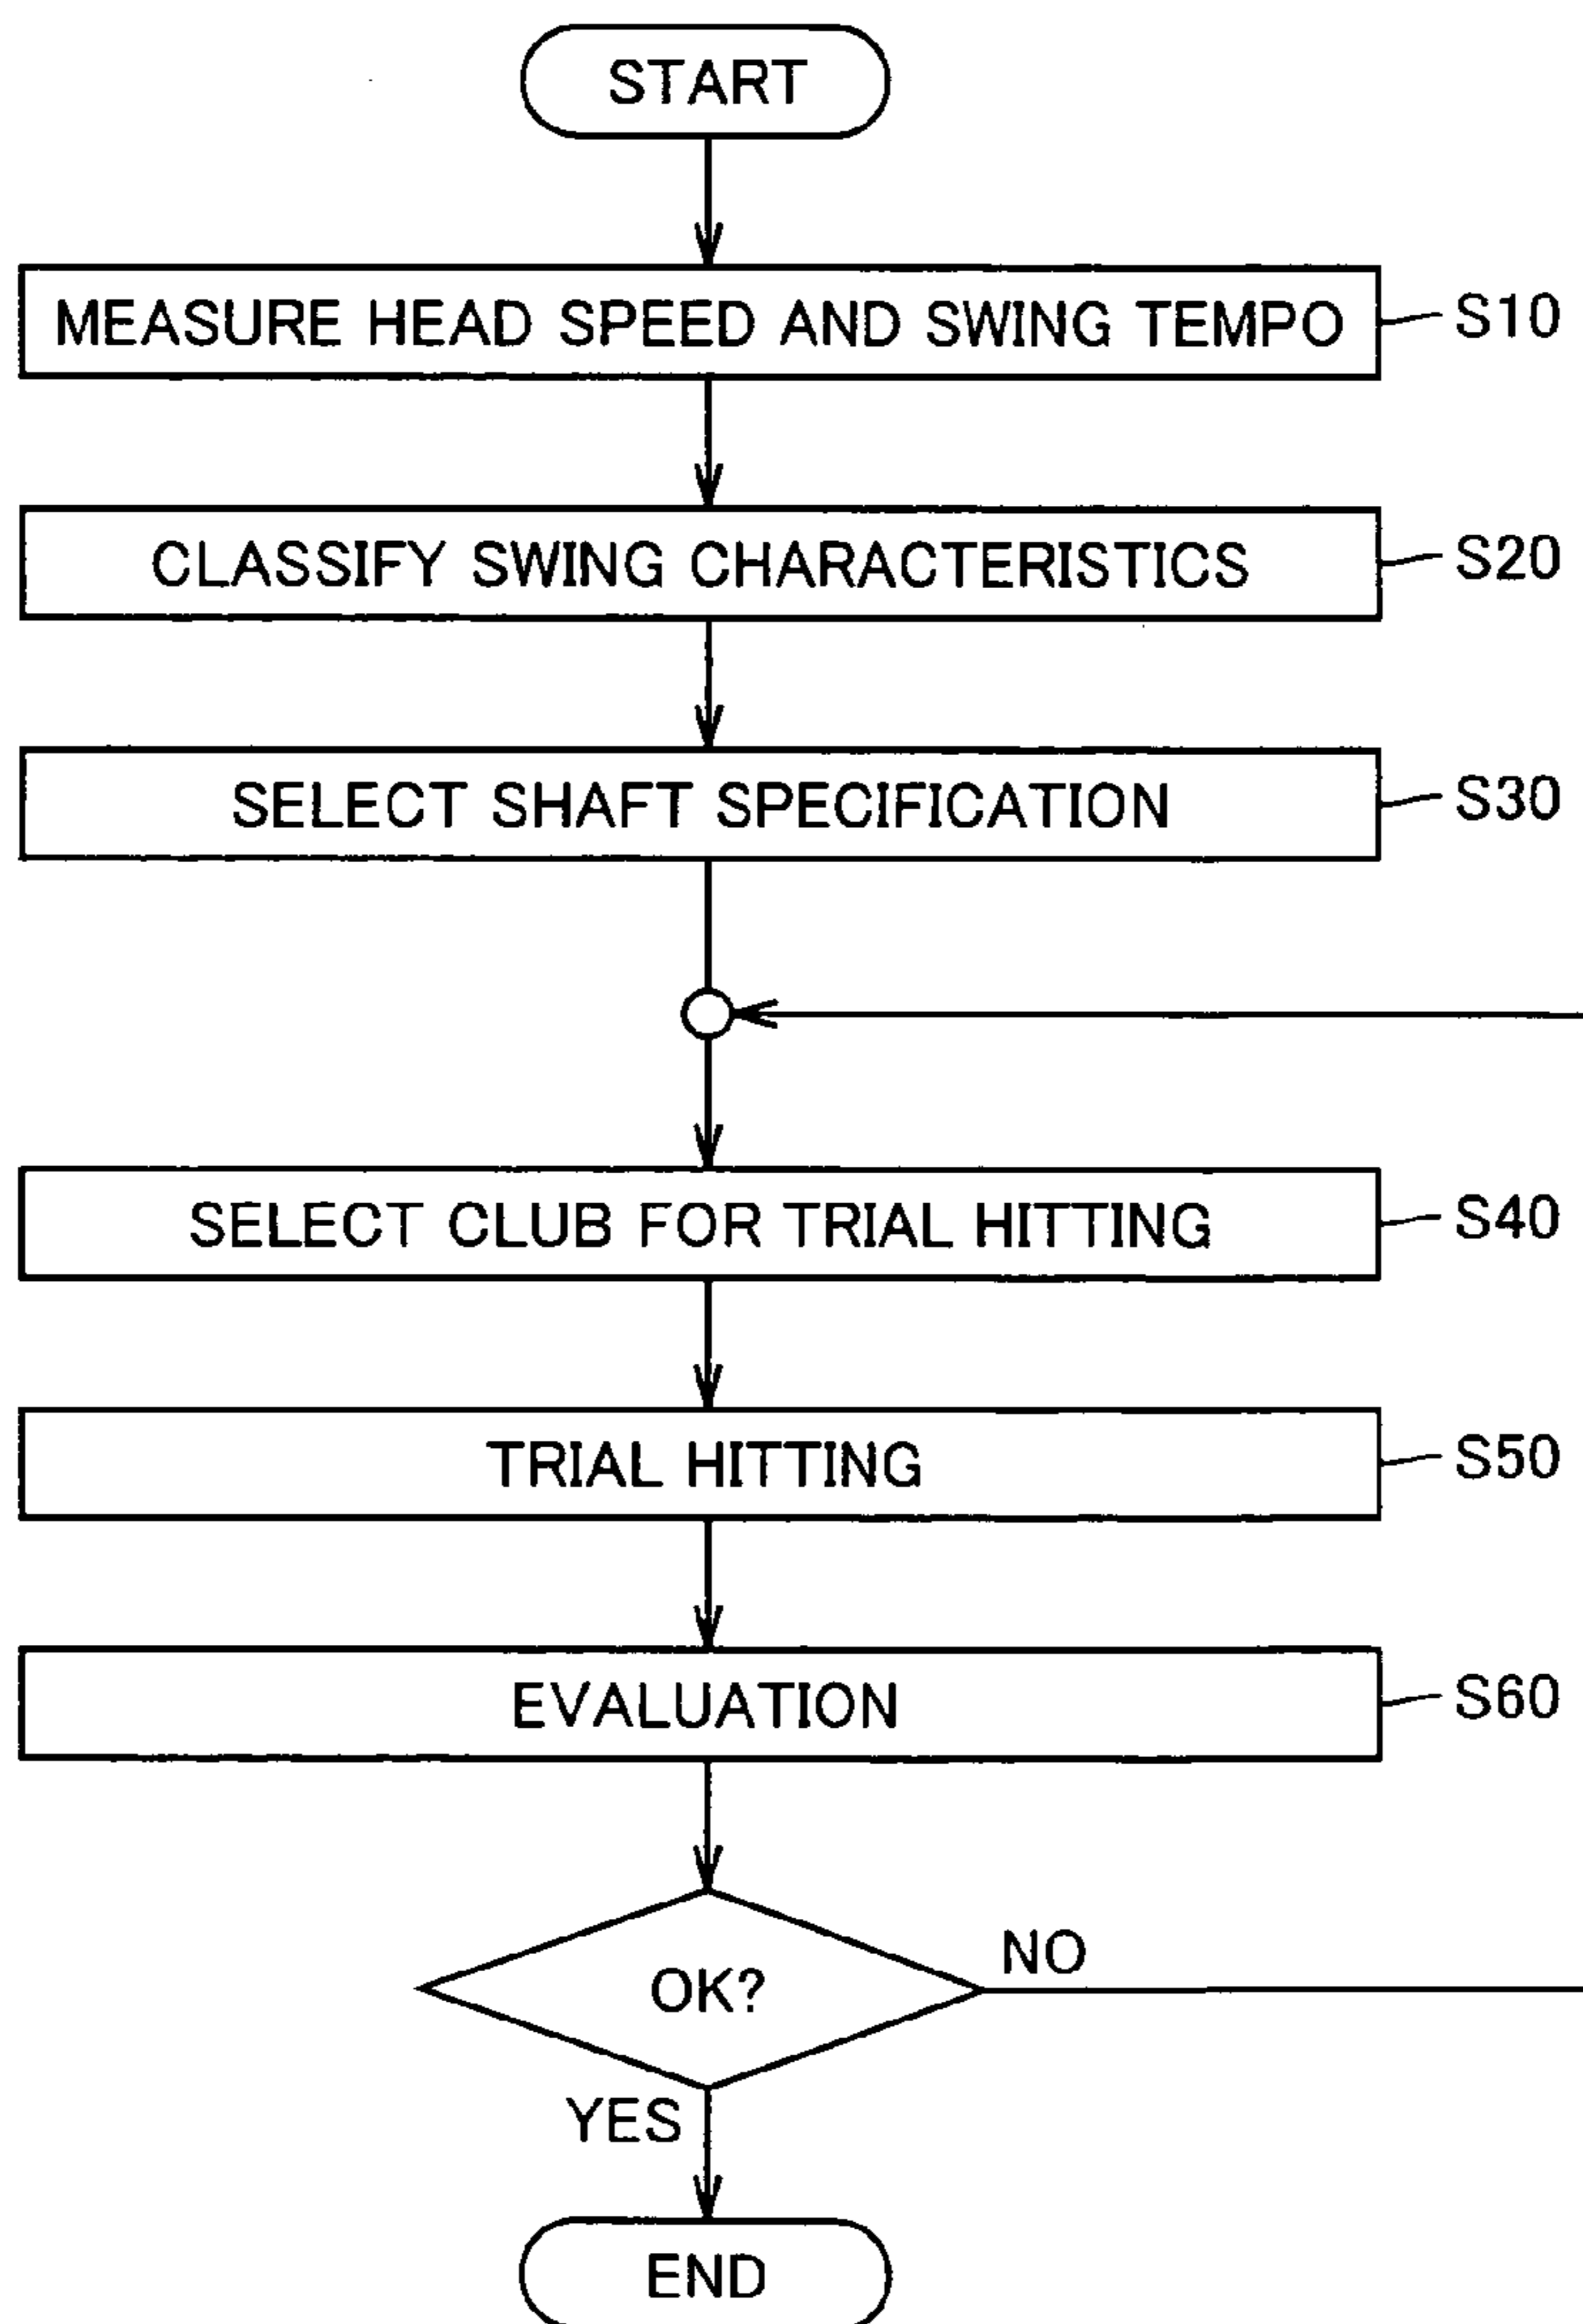 START
MEASURE HEAD SPEED AND SWING TEMPO S10
CLASSIFY SWING CHARACTERISTICS S20
SELECT SHAFT SPECIFICATION S30
SELECT CLUB FOR TRIAL HITTING S40
TRIAL HITTING S50
EVALUATION S60
OK?
NO
YES
END